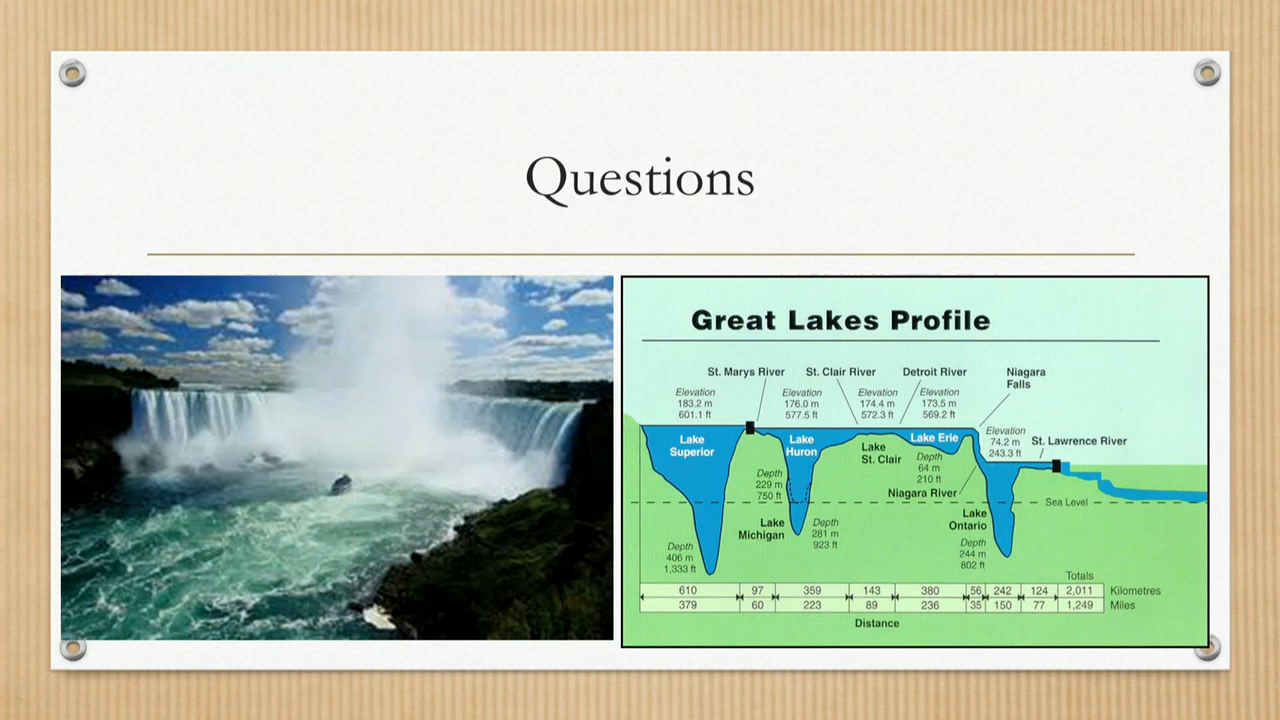 Questions
Great Lakes Profile
St. Marys River
St. Clair River
Detroit River
Niagara
Falls
Elevation
183.2 m
601.1 ft
Elevation
176.0 m
577.5 ft
Elevation
174.4 m
572.3 ft
Elevation
173.5 m
569.2 ft
Elevation
74.2 m
243.3 ft
St. Lawrence River
Lake
Superior
Lake
Huron
Lake
St. Clair
Lake Erie
Depth
64 m
210 ft
Depth
229 m
750 ft
Niagara River
Sea Level
Lake
Michigan
Depth
281 m
923 ft
Lake
Ontario
Depth
244 m
802 ft
Depth
406 m
1,333 ft
Totals
610 97 359 143 380 56 242 124 2,011 Kilometres
379 60 223 89 236 35 150 77 1,249 Miles
Distance